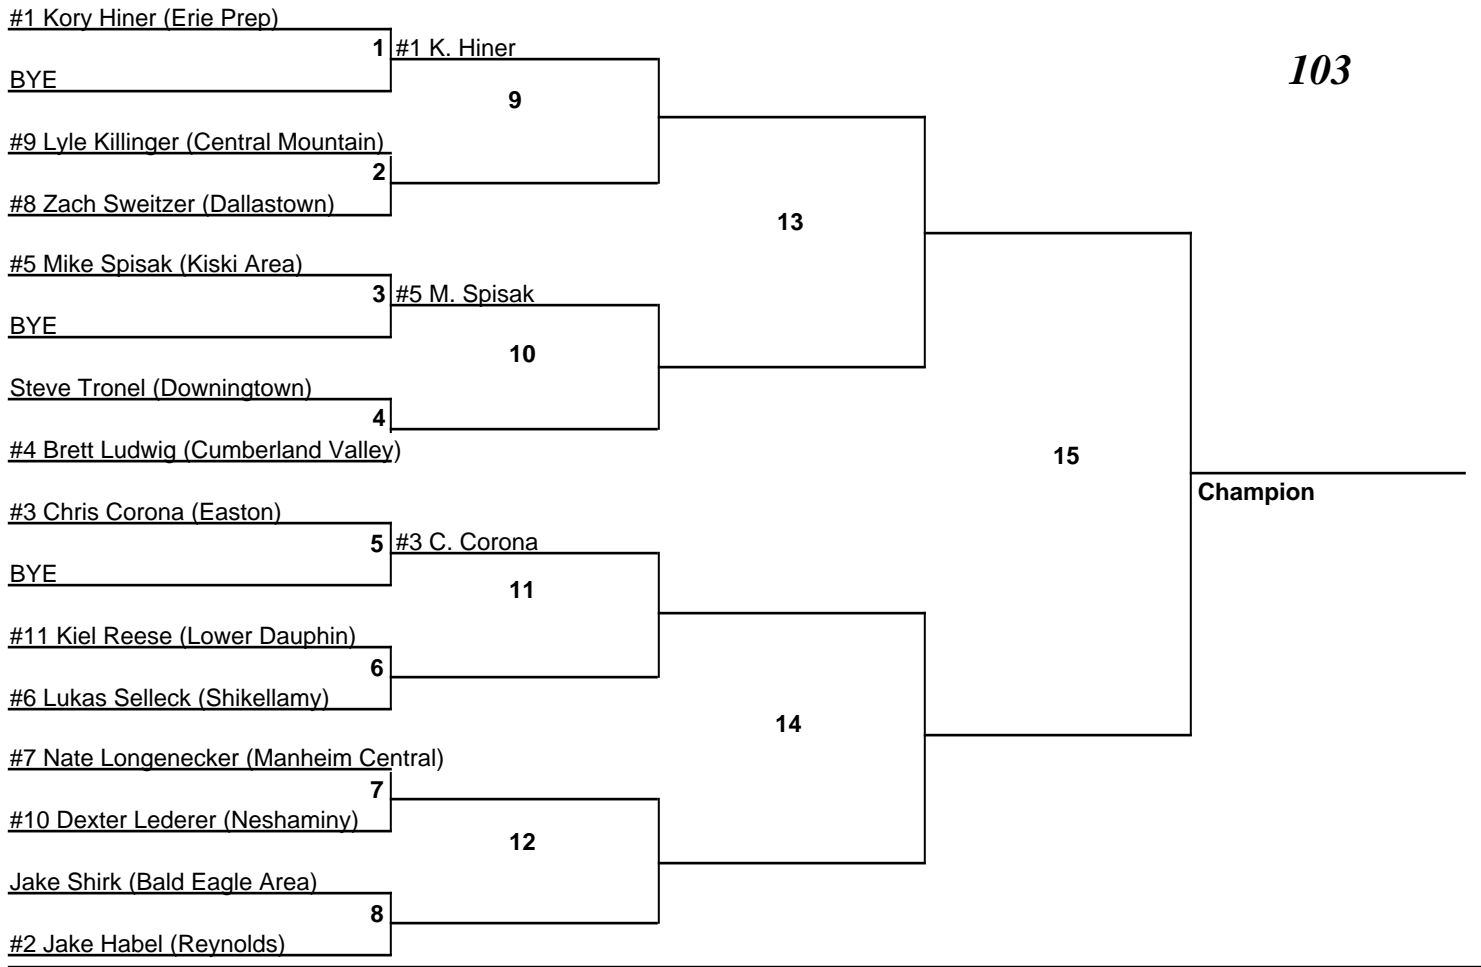 #1 Kory Hiner (Erie Prep)
1 #1 K. Hiner
103
BYE
9
#9 Lyle Killinger (Central Mountain)
2
#8 Zach Sweitzer (Dallastown)
13
#5 Mike Spisak (Kiski Area)
3 #5 M. Spisak
BYE
10
Steve Tronel (Downingtown)
4
#4 Brett Ludwig (Cumberland Valley)
15
Champion
#3 Chris Corona (Easton)
5 #3 C. Corona
BYE
11
#11 Kiel Reese (Lower Dauphin)
6
#6 Lukas Selleck (Shikellamy)
14
#7 Nate Longenecker (Manheim Central)
7
#10 Dexter Lederer (Neshaminy)
12
Jake Shirk (Bald Eagle Area)
8
#2 Jake Habel (Reynolds)